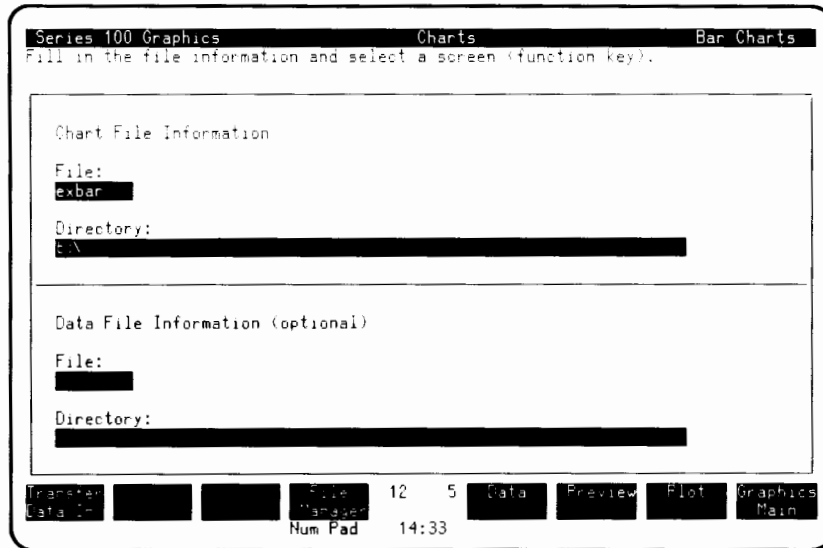 Series 100 Graphics Charts Bar Charts
Fill in the file information and select a screen (function key).
Chart File Information
File:
exbar
Directory:
Data File Information (optional)
File:
Directory:
Transfer File 12 5 Data Preview Plot Graphics
Data In Manager Main
Num Pad 14:33